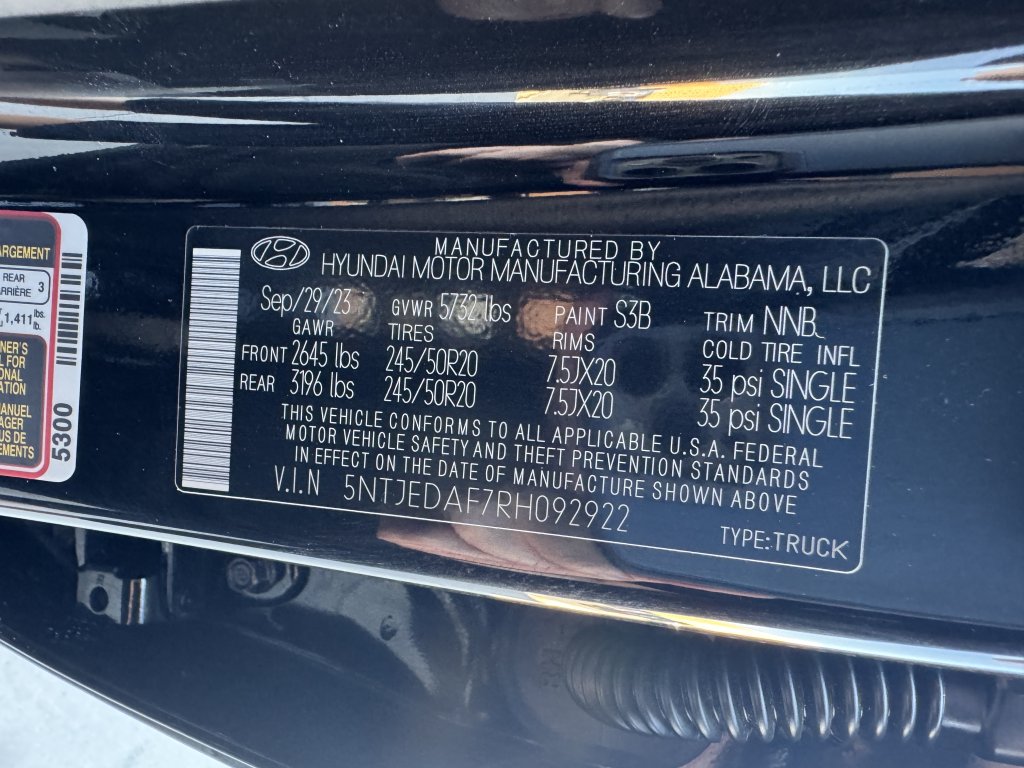 ARGEMENT
REAR 3
1,411 lbs.
lb.
5300
MANUFACTURED BY
HYUNDAI MOTOR MANUFACTURING ALABAMA, LLC
Sep/29/23 GVWR 5732 lbs PAINT S3B TRIM NNB
GAWR TIRES RIMS COLD TIRE INFL
FRONT 2645 lbs 245/50R20 7.5JX20 35 psi SINGLE
REAR 3196 lbs 245/50R20 7.5JX20 35 psi SINGLE
THIS VEHICLE CONFORMS TO ALL APPLICABLE U.S.A. FEDERAL
MOTOR VEHICLE SAFETY AND THEFT PREVENTION STANDARDS
IN EFFECT ON THE DATE OF MANUFACTURE SHOWN ABOVE
V.I.N 5NTJEDAF7RH092922
TYPE:TRUCK